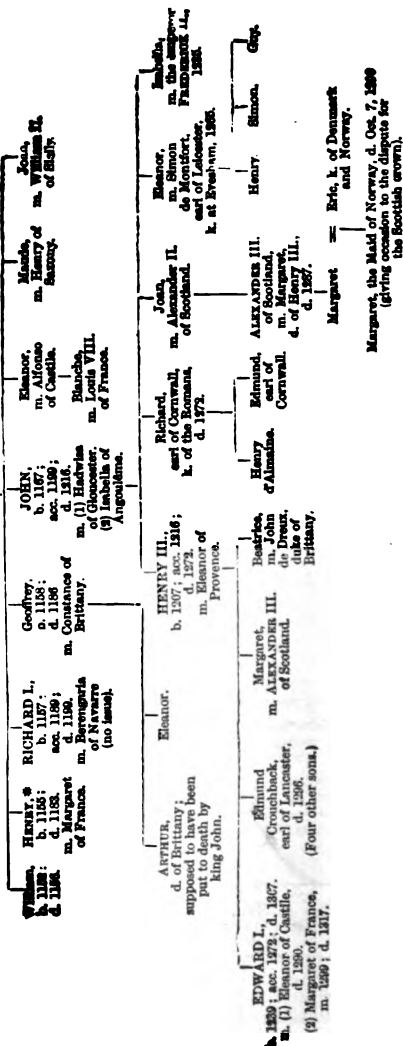 William,
b. 1152;
d. 1156.
HENRY,*
b. 1155;
d. 1183.
m. Margaret
of France.
RICHARD I.,
b. 1157;
acc. 1189;
d. 1199.
m. Berengaria
of Navarre
(no issue).
Geoffrey,
b. 1158;
d. 1186
m. Constance of
Brittany.
JOHN,
b. 1167;
acc. 1199;
d. 1216.
m. (1) Hadwisa
of Gloucester.
(2) Isabella of
Angoulême.
Eleanor,
m. Alfonso
of Castile.
Blanche,
m. Louis VIII.
of France.
Maude,
m. Henry of
Saxony.
Joan,
m. William II.
of Sicily.
ARTHUR,
d. of Brittany;
supposed to have been
put to death by
king John.
Eleanor.
HENRY III.,
b. 1207; acc. 1216;
d. 1272.
m. Eleanor of
Provence.
Richard,
earl of Cornwall,
k. of the Romans,
d. 1272.
Joan,
m. Alexander II.
of Scotland.
Eleanor,
m. Simon
de Montfort,
earl of Leicester,
k. at Evesham, 1265.
Isabella,
m. the emperor
FREDERICK II.,
1235.
EDWARD I.,
b. 1239; acc. 1272; d. 1307.
m. (1) Eleanor of Castile,
d. 1290.
(2) Margaret of France,
m. 1299; d. 1317.
Edmund
Crouchback,
earl of Lancaster,
d. 1296.
(Four other sons.)
Margaret,
m. ALEXANDER III.
of Scotland.
Beatrice,
m. John
de Dreux,
duke of
Brittany.
Henry
d'Almaine.
Edmund,
earl of
Cornwall.
ALEXANDER III.
of Scotland,
m. Margaret,
d. of Henry III.,
d. 1287.
Henry.
Simon.
Guy.
Margaret = Eric, k. of Denmark
and Norway.
Margaret, the Maid of Norway, d. Oct. 7, 1290
(giving occasion to the dispute for
the Scottish crown).